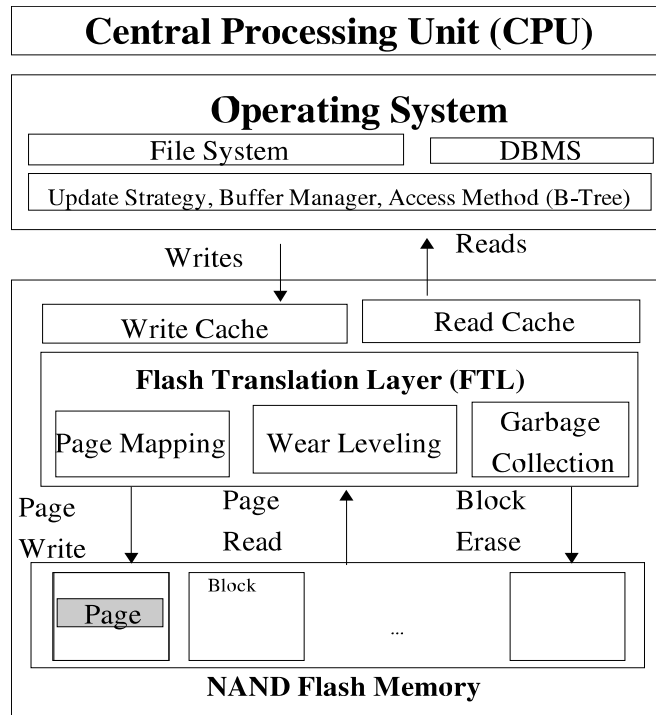 Central Processing Unit (CPU)
Operating System
File System
DBMS
Update Strategy, Buffer Manager, Access Method (B-Tree)
Writes
Reads
Write Cache
Read Cache
Flash Translation Layer (FTL)
Page Mapping
Wear Leveling
Garbage
Collection
Page
Write
Page
Read
Block
Erase
Page
Block
...
NAND Flash Memory